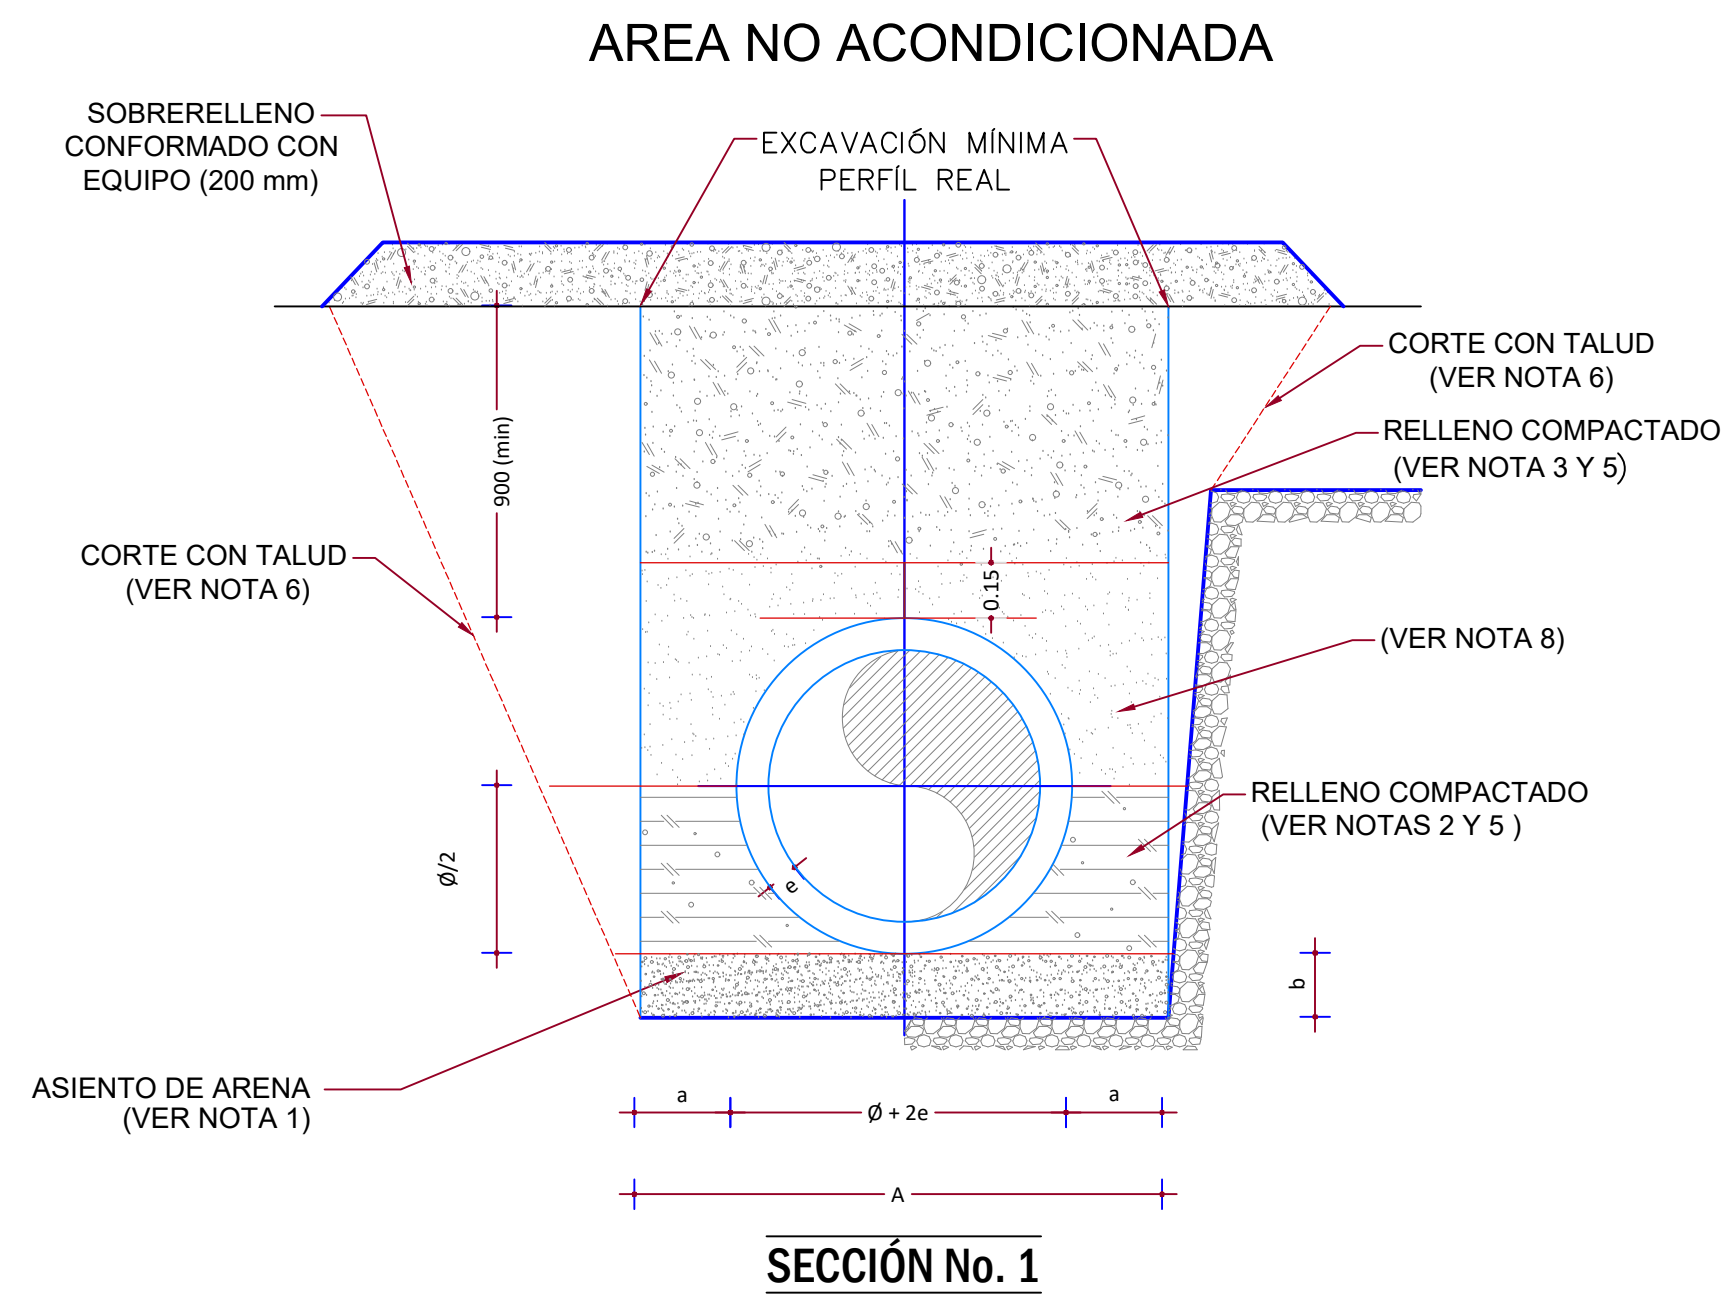 AREA NO ACONDICIONADA
SOBRERELLENO
CONFORMADO CON
EQUIPO (200 mm)
EXCAVACIÓN MÍNIMA
PERFÍL REAL
CORTE CON TALUD
(VER NOTA 6)
RELLENO COMPACTADO
(VER NOTA 3 Y 5)
900 (min)
CORTE CON TALUD
(VER NOTA 6)
0.15
(VER NOTA 8)
RELLENO COMPACTADO
(VER NOTAS 2 Y 5 )
Ø/2
e
b
ASIENTO DE ARENA
(VER NOTA 1)
a
Ø + 2e
a
A
SECCIÓN No. 1